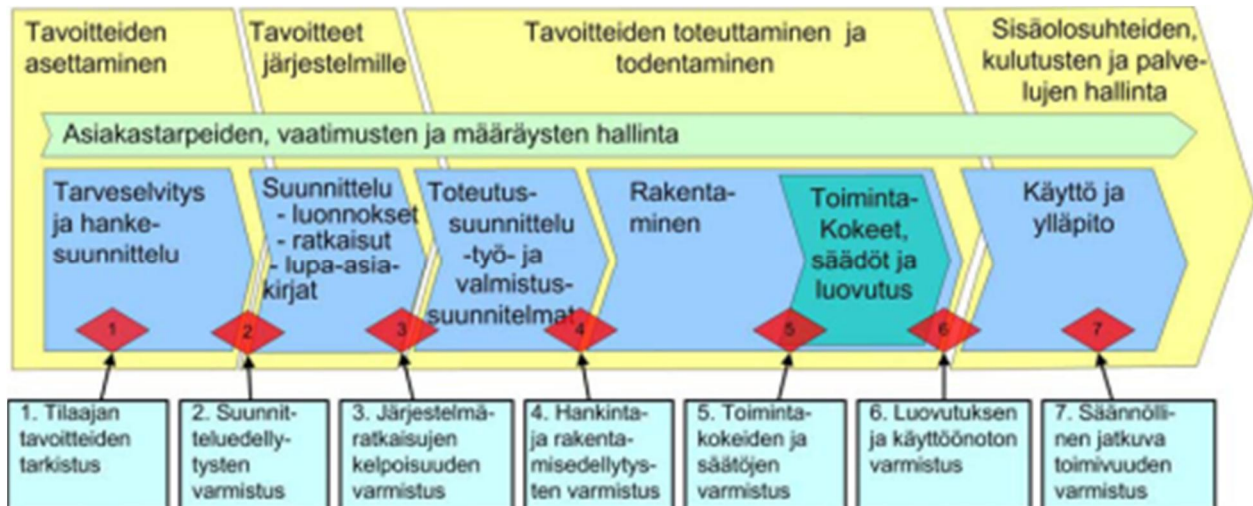 Tavoitteiden
asettaminen
Tavoitteet
järjestelmille
Tavoitteiden toteuttaminen ja
todentaminen
Sisäolosuhteiden,
kulutusten ja palve-
lujen hallinta
Asiakastarpeiden, vaatimusten ja määräysten hallinta
Tarveselvitys
ja hanke-
suunnittelu
Suunnittelu
- luonnokset
- ratkaisut
- lupa-asia-
kirjat
Toteutus-
suunnittelu
-työ- ja
valmistus-
suunnitelmat
Rakenta-
minen
Toiminta-
Kokeet,
säädöt ja
luovutus
Käyttö ja
ylläpito
1
2
3
4
5
6
7
1. Tilaajan
tavoitteiden
tarkistus
2. Suunnit-
teluedelly-
tysten
varmistus
3. Järjestelmä-
ratkaisujen
kelpoisuuden
varmistus
4. Hankinta-
ja rakenta-
misedellytys-
ten varmistus
5. Toiminta-
kokeiden ja
säätöjen
varmistus
6. Luovutuksen
ja käyttöönoton
varmistus
7. Säännölli-
nen jatkuva
toimivuuden
varmistus